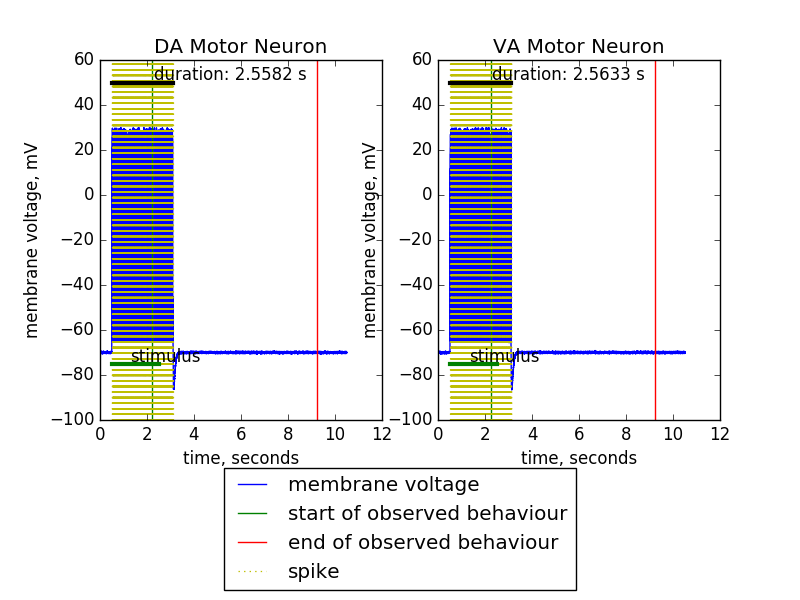 DA Motor Neuron
VA Motor Neuron
60
40
20
0
−20
−40
−60
−80
−100
membrane voltage, mV
duration: 2.5582 s
stimulus
0 2 4 6 8 10 12
time, seconds
60
40
20
0
−20
−40
−60
−80
−100
membrane voltage, mV
duration: 2.5633 s
stimulus
0 2 4 6 8 10 12
time, seconds
membrane voltage
start of observed behaviour
end of observed behaviour
spike